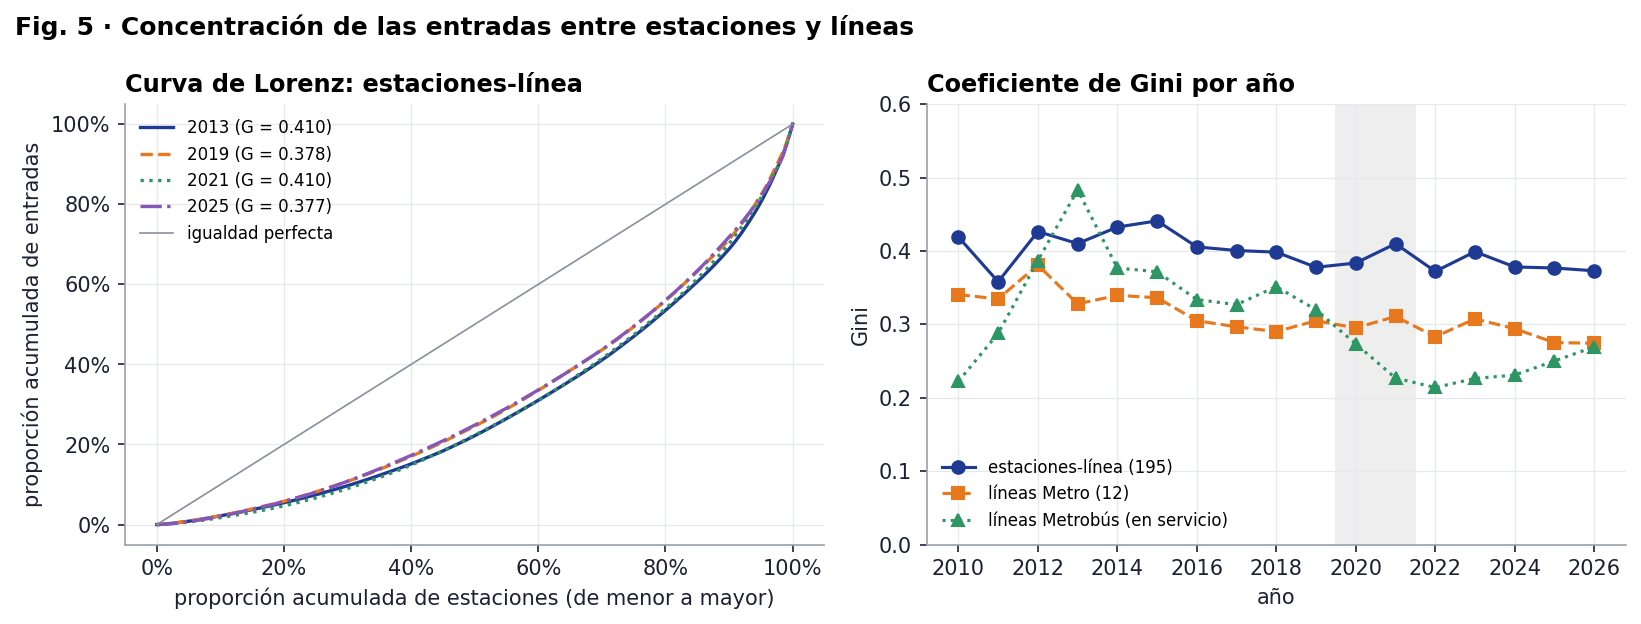 Fig. 5 · Concentración de las entradas entre estaciones y líneas
Curva de Lorenz: estaciones-línea
proporción acumulada de entradas
100%
80%
60%
40%
20%
0%
2013 (G = 0.410)
2019 (G = 0.378)
2021 (G = 0.410)
2025 (G = 0.377)
igualdad perfecta
0% 20% 40% 60% 80% 100%
proporción acumulada de estaciones (de menor a mayor)
Coeficiente de Gini por año
Gini
0.6
0.5
0.4
0.3
0.2
0.1
0.0
estaciones-línea (195)
líneas Metro (12)
líneas Metrobús (en servicio)
2010 2012 2014 2016 2018 2020 2022 2024 2026
año